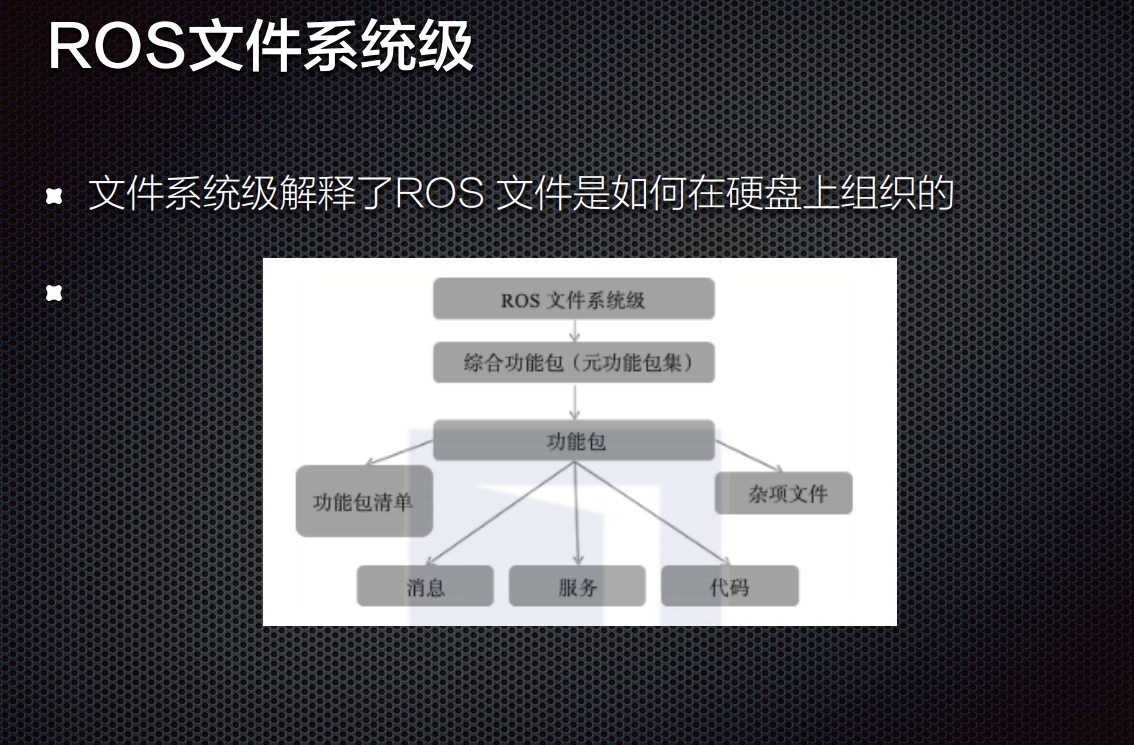 ROS文件系统级
文件系统级解释了ROS 文件是如何在硬盘上组织的
ROS 文件系统级
综合功能包（元功能包集）
功能包
功能包清单
杂项文件
消息
服务
代码